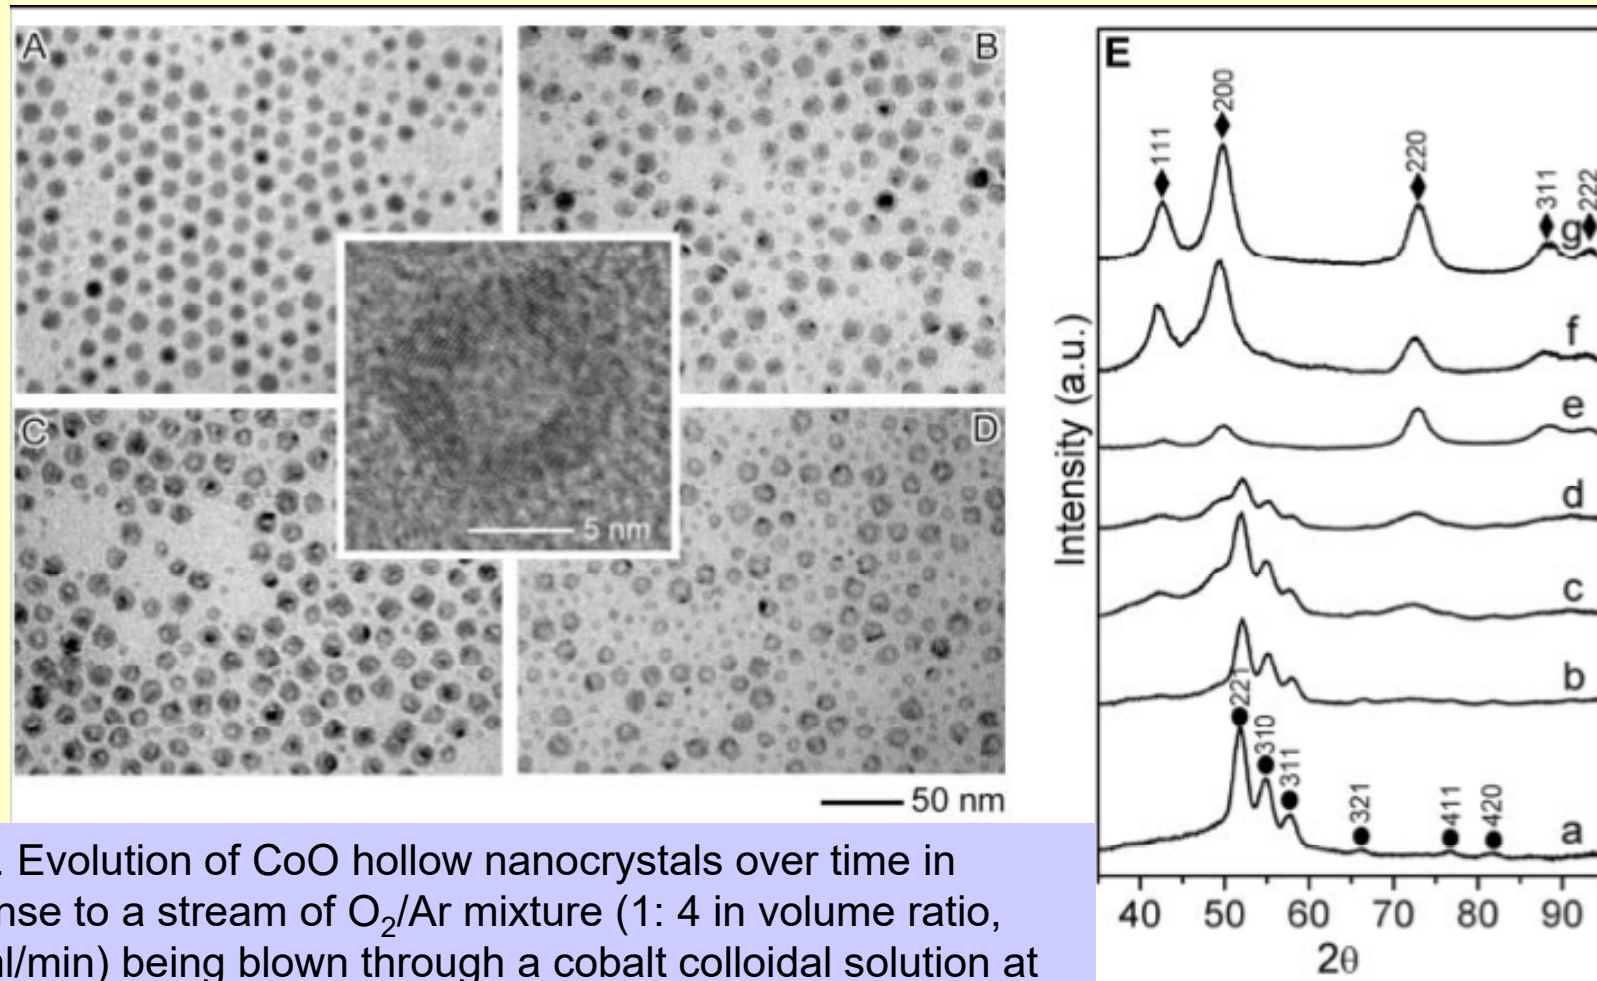 A
B
C
D
5 nm
50 nm
E
111
200
220
311
222
g
f
e
d
c
b
221
310
311
321
411
420
a
Intensity (a.u.)
40 50 60 70 80 90
2θ
. Evolution of CoO hollow nanocrystals over time in
nse to a stream of O₂/Ar mixture (1: 4 in volume ratio,
l/min) being blown through a cobalt colloidal solution at